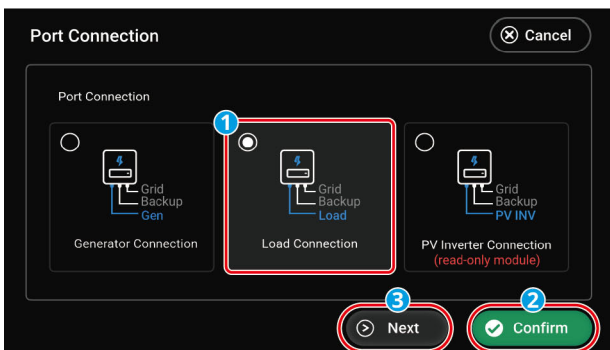 Port Connection
Cancel
Port Connection
1
Grid
Backup
Gen
Generator Connection
Grid
Backup
Load
Load Connection
Grid
Backup
PV INV
PV Inverter Connection
(read-only module)
3
Next
2
Confirm